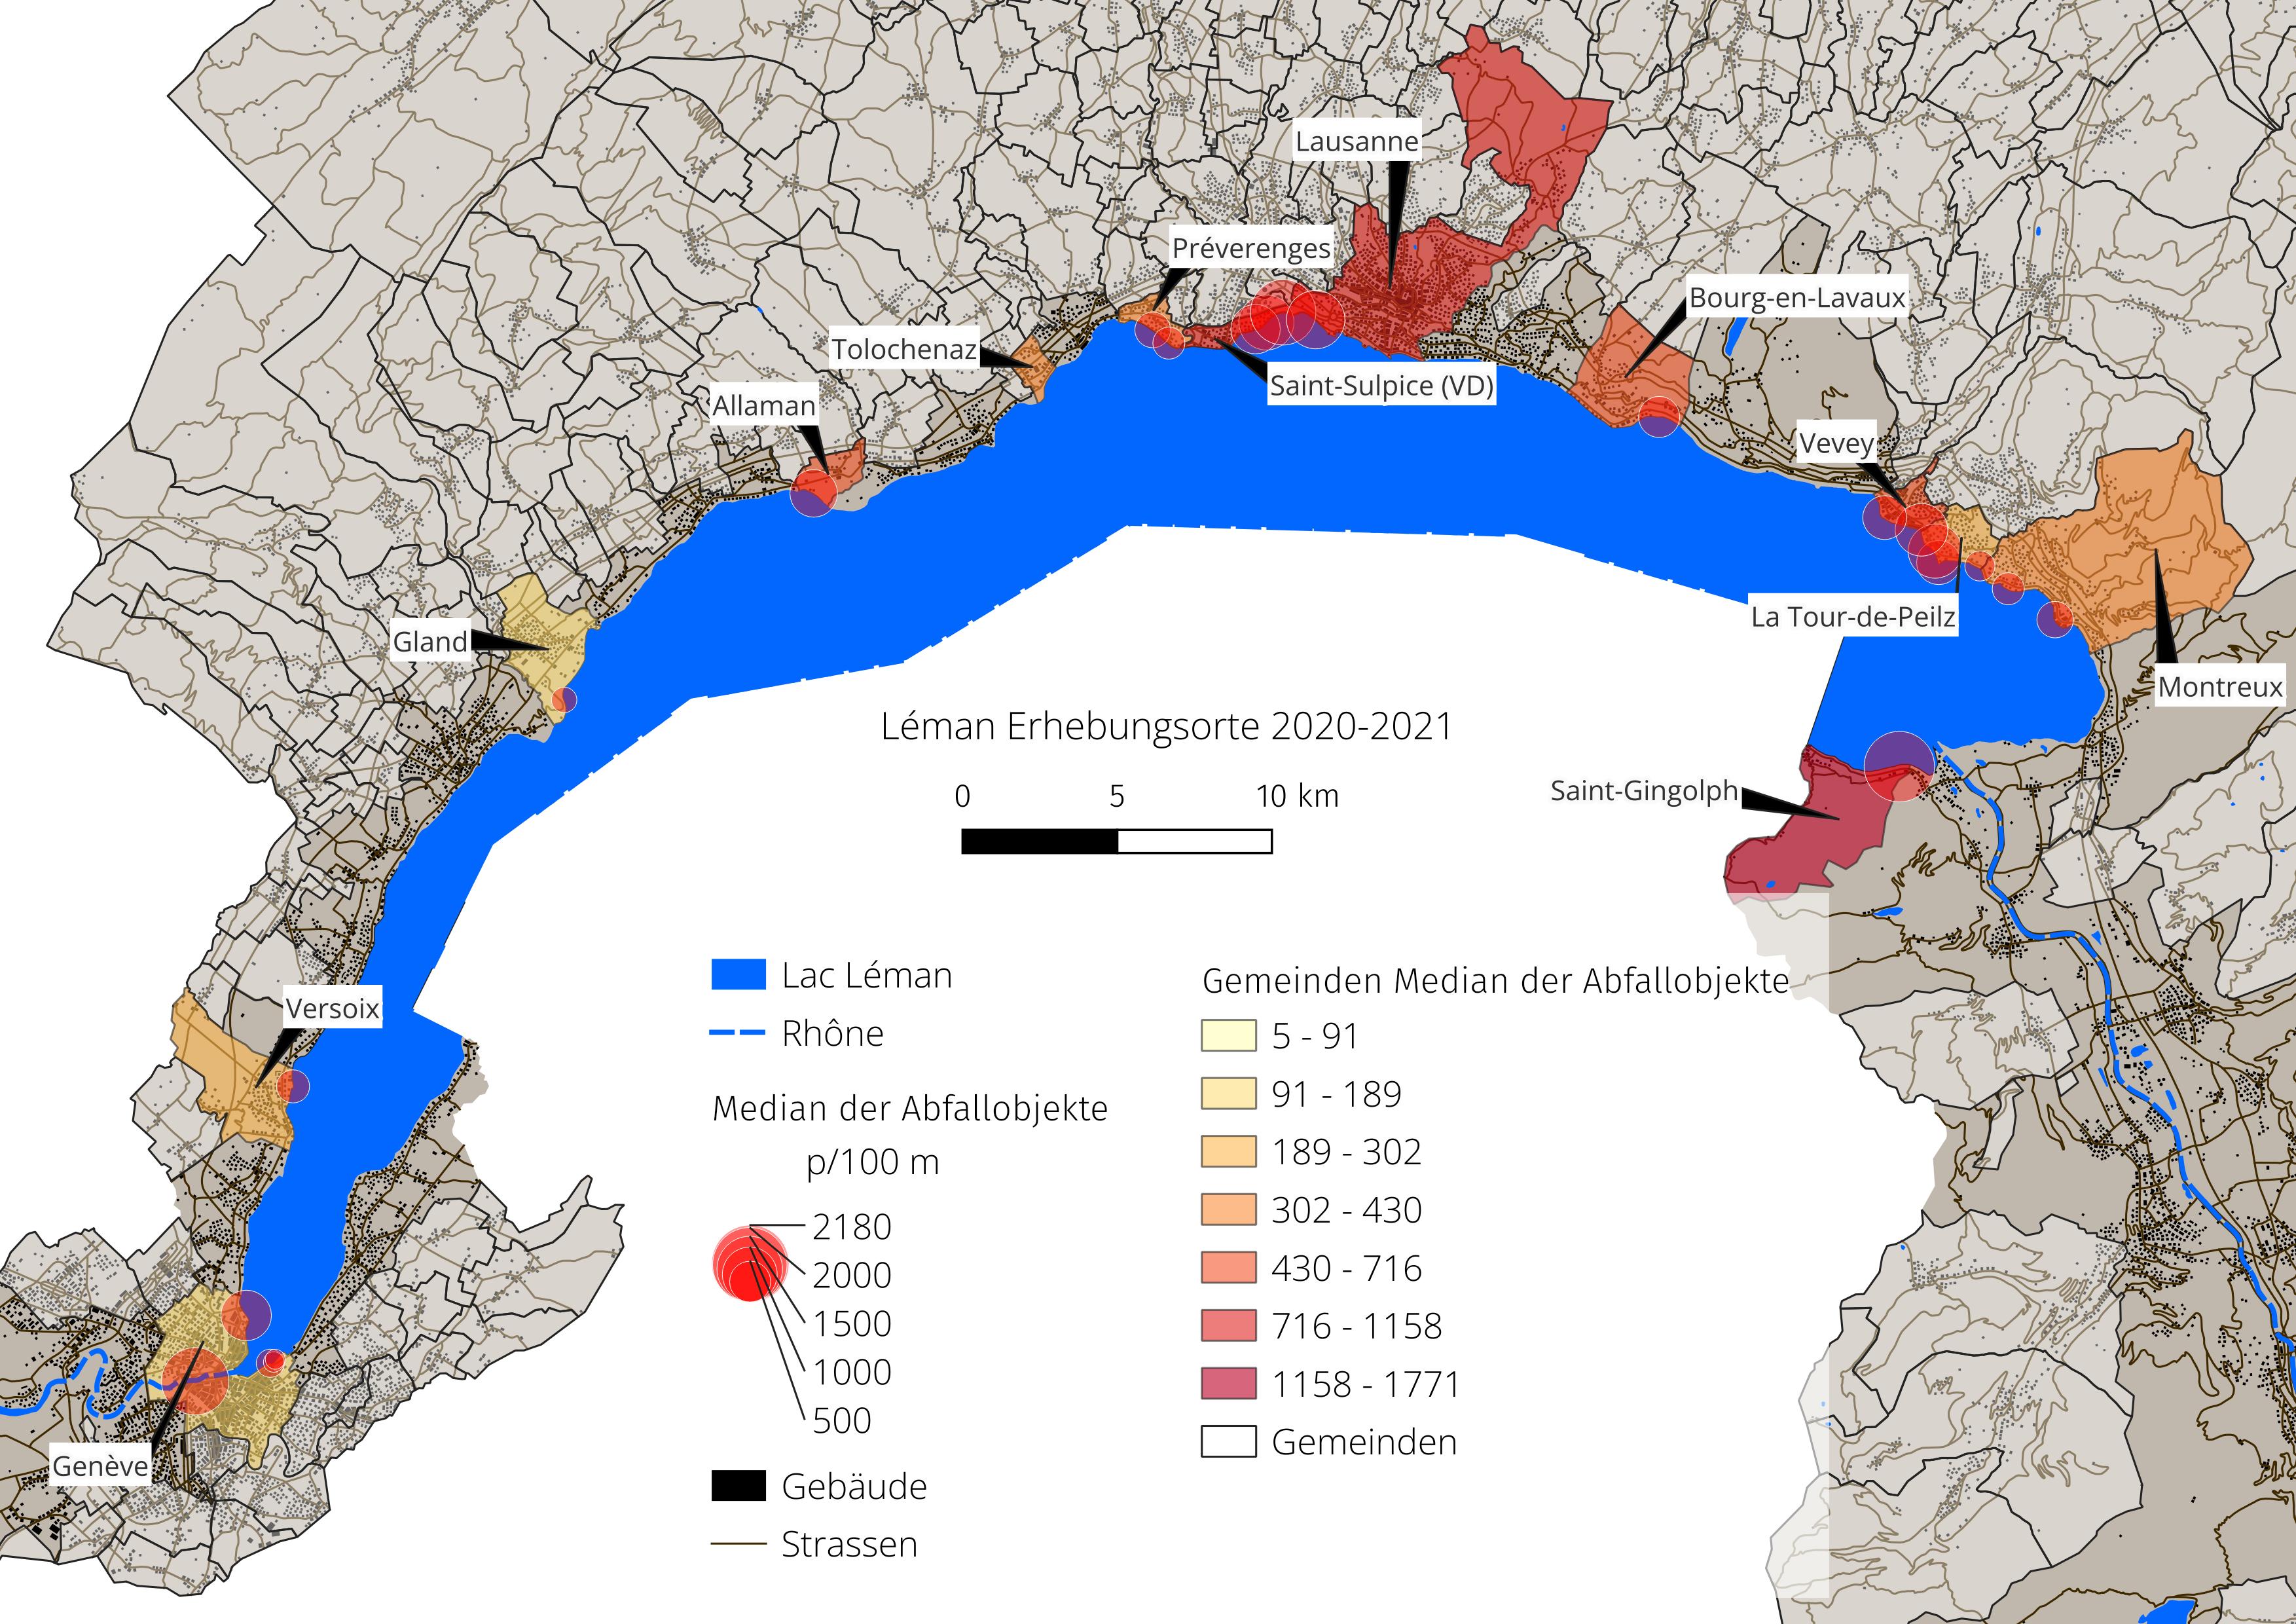 Lausanne
Préverenges
Bourg-en-Lavaux
Tolochenaz
Saint-Sulpice (VD)
Allaman
Vevey
La Tour-de-Peilz
Gland
Montreux
Léman Erhebungsorte 2020-2021
0 5 10 km
Saint-Gingolph
Versoix
Genève
Lac Léman
Rhône
Median der Abfallobjekte
p/100 m
2180
2000
1500
1000
500
Gebäude
Strassen
Gemeinden Median der Abfallobjekte
5 - 91
91 - 189
189 - 302
302 - 430
430 - 716
716 - 1158
1158 - 1771
Gemeinden